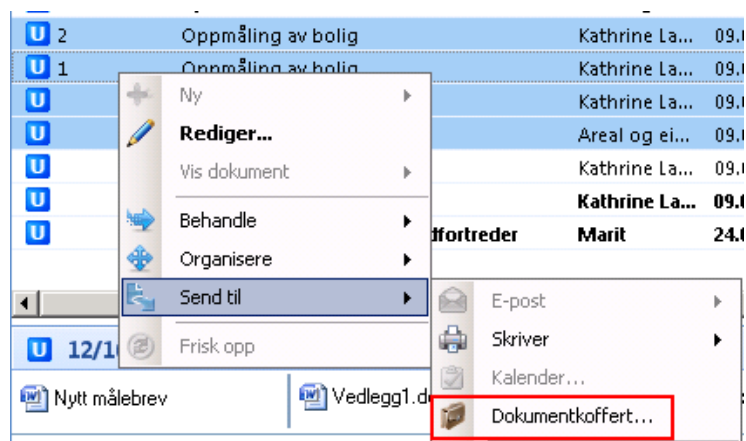 U 2 Oppmåling av bolig Kathrine La... 09.0
U 1 Oppmåling av bolig Kathrine La... 09.0
U Ny Kathrine La... 09.0
U Rediger... Areal og ei... 09.0
U Vis dokument Kathrine La... 09.0
U Kathrine La... 09.0
U Behandle dfortreder Marit 24.0
Organisere
Send til E-post
U 12/10 Frisk opp Skriver
Kalender...
Nytt målebrev Vedlegg1.d
Dokumentkoffert...